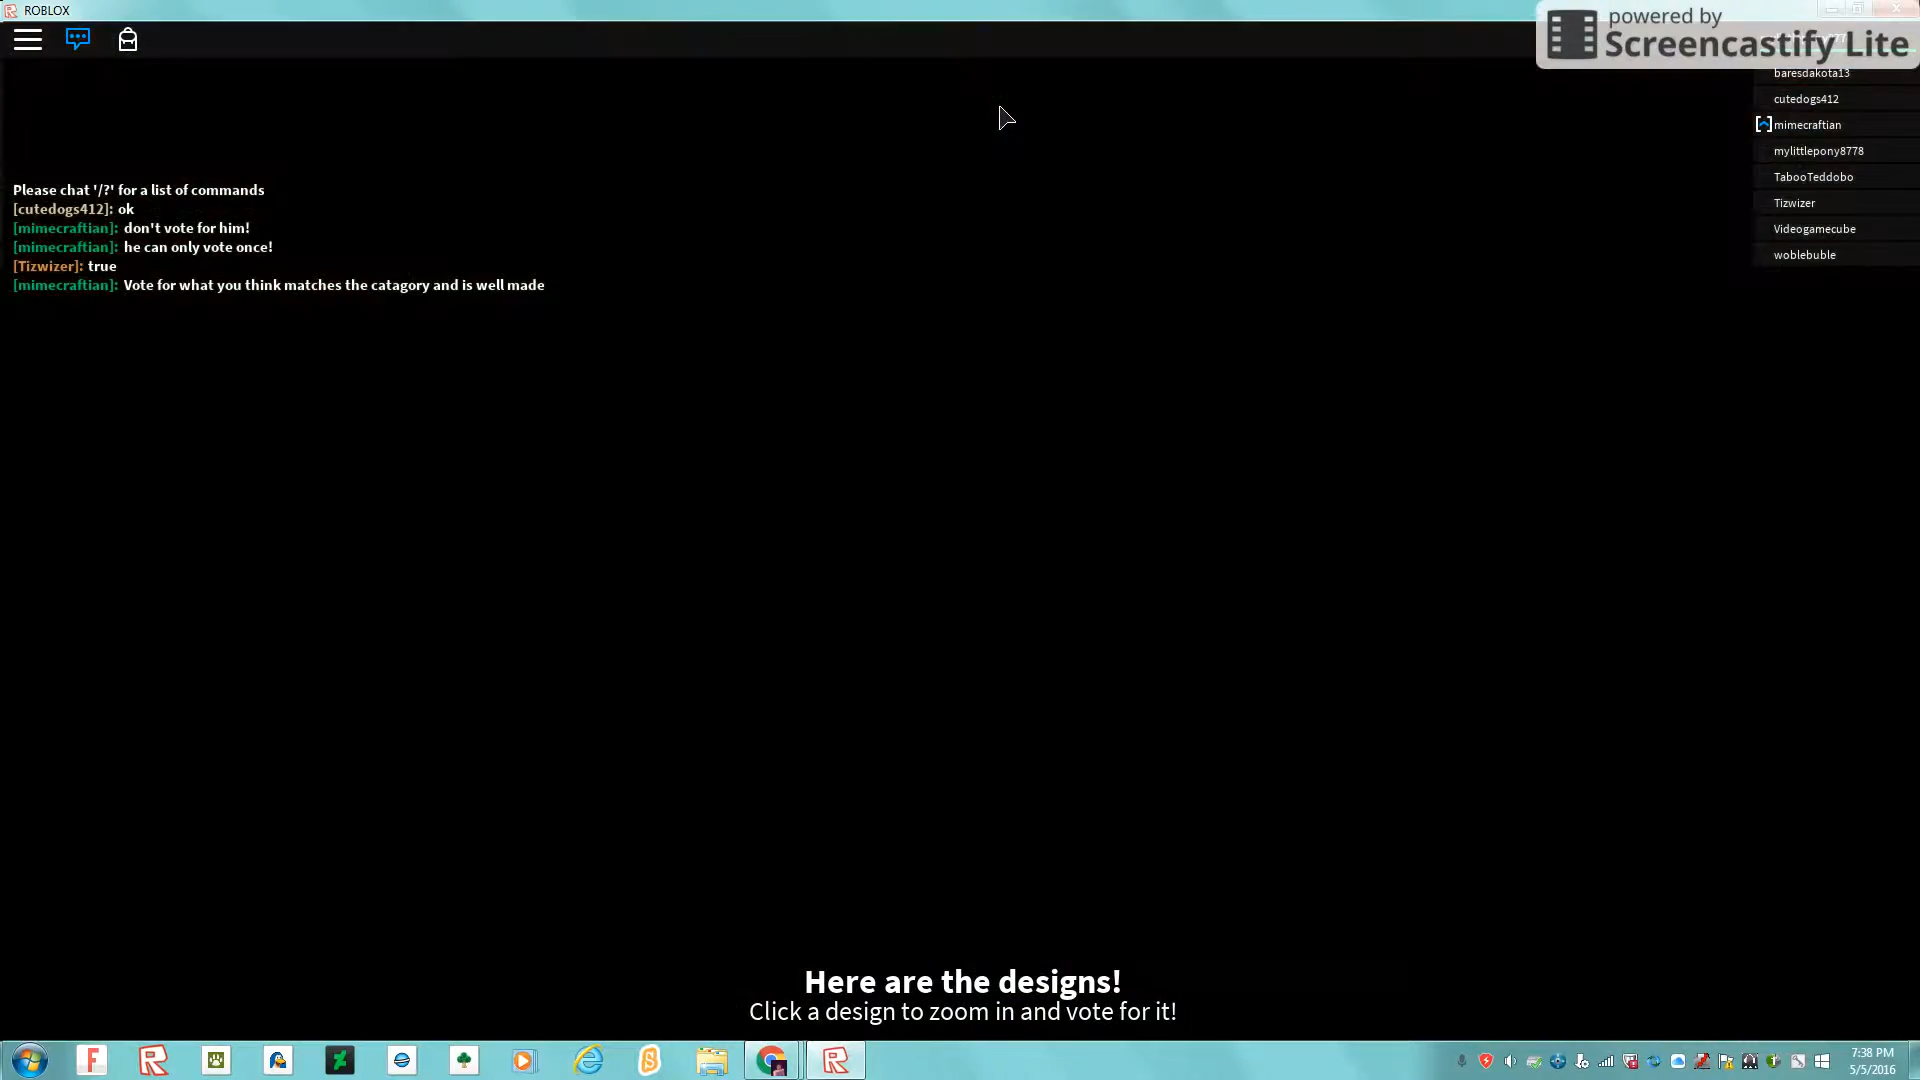 ROBLOX
powered by
Screencastify Lite
baresdakota13
cutedogs412
mimecraftian
mylittlepony8778
TabooTeddobo
Tizwizer
Videogamecube
woblebuble
Please chat '/?' for a list of commands
[cutedogs412]: ok
[mimecraftian]: don't vote for him!
[mimecraftian]: he can only vote once!
[Tizwizer]: true
[mimecraftian]: Vote for what you think matches the catagory and is well made
Here are the designs!
Click a design to zoom in and vote for it!
7:38 PM
5/5/2016